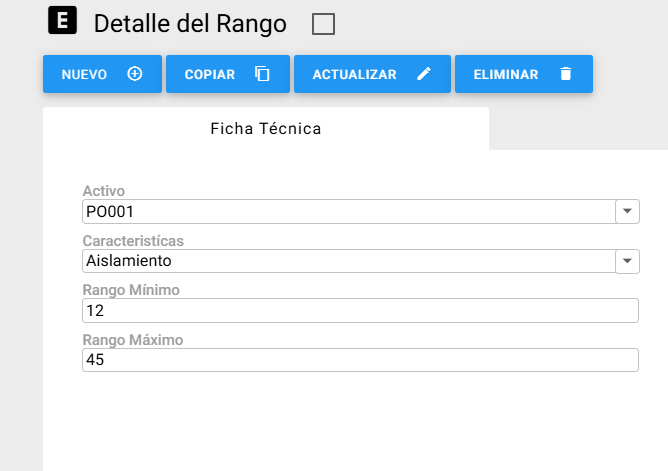 E Detalle del Rango
NUEVO COPIAR ACTUALIZAR ELIMINAR
Ficha Técnica
Activo
PO001
Caracteristícas
Aislamiento
Rango Mínimo
12
Rango Máximo
45